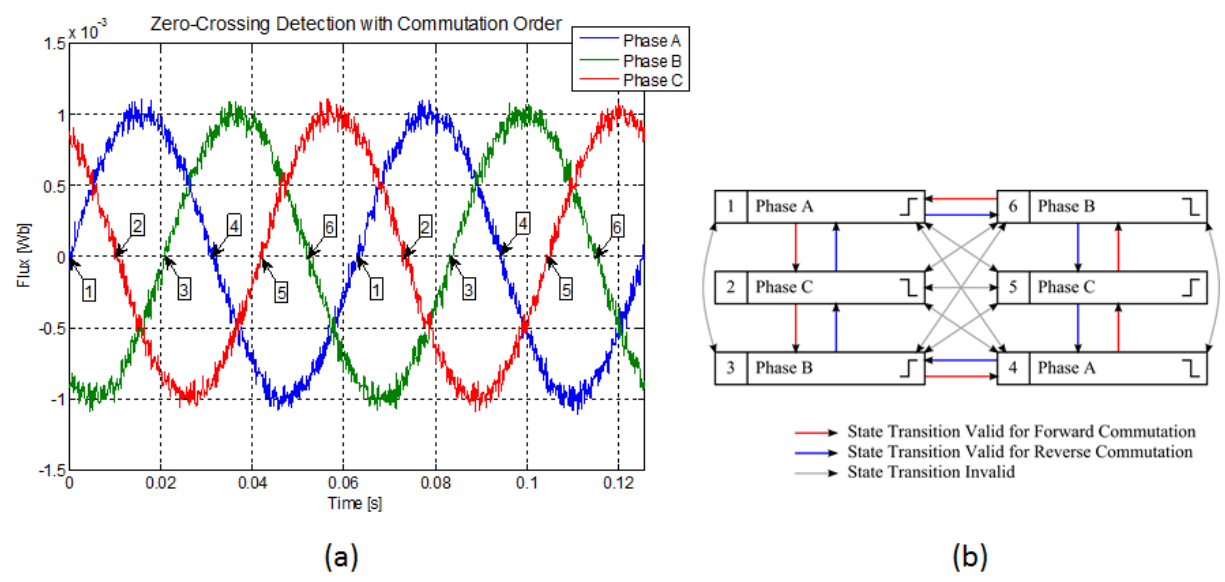 Zero-Crossing Detection with Commutation Order
x 10⁻³
Phase A
Phase B
Phase C
1.5
1
0.5
0
-0.5
-1
-1.5
Flux [Wb]
2
4
6
2
4
6
1
3
5
1
3
5
0
0.02
0.04
0.06
0.08
0.1
0.12
Time [s]
(a)
1 Phase A
6 Phase B
2 Phase C
5 Phase C
3 Phase B
4 Phase A
State Transition Valid for Forward Commutation
State Transition Valid for Reverse Commutation
State Transition Invalid
(b)